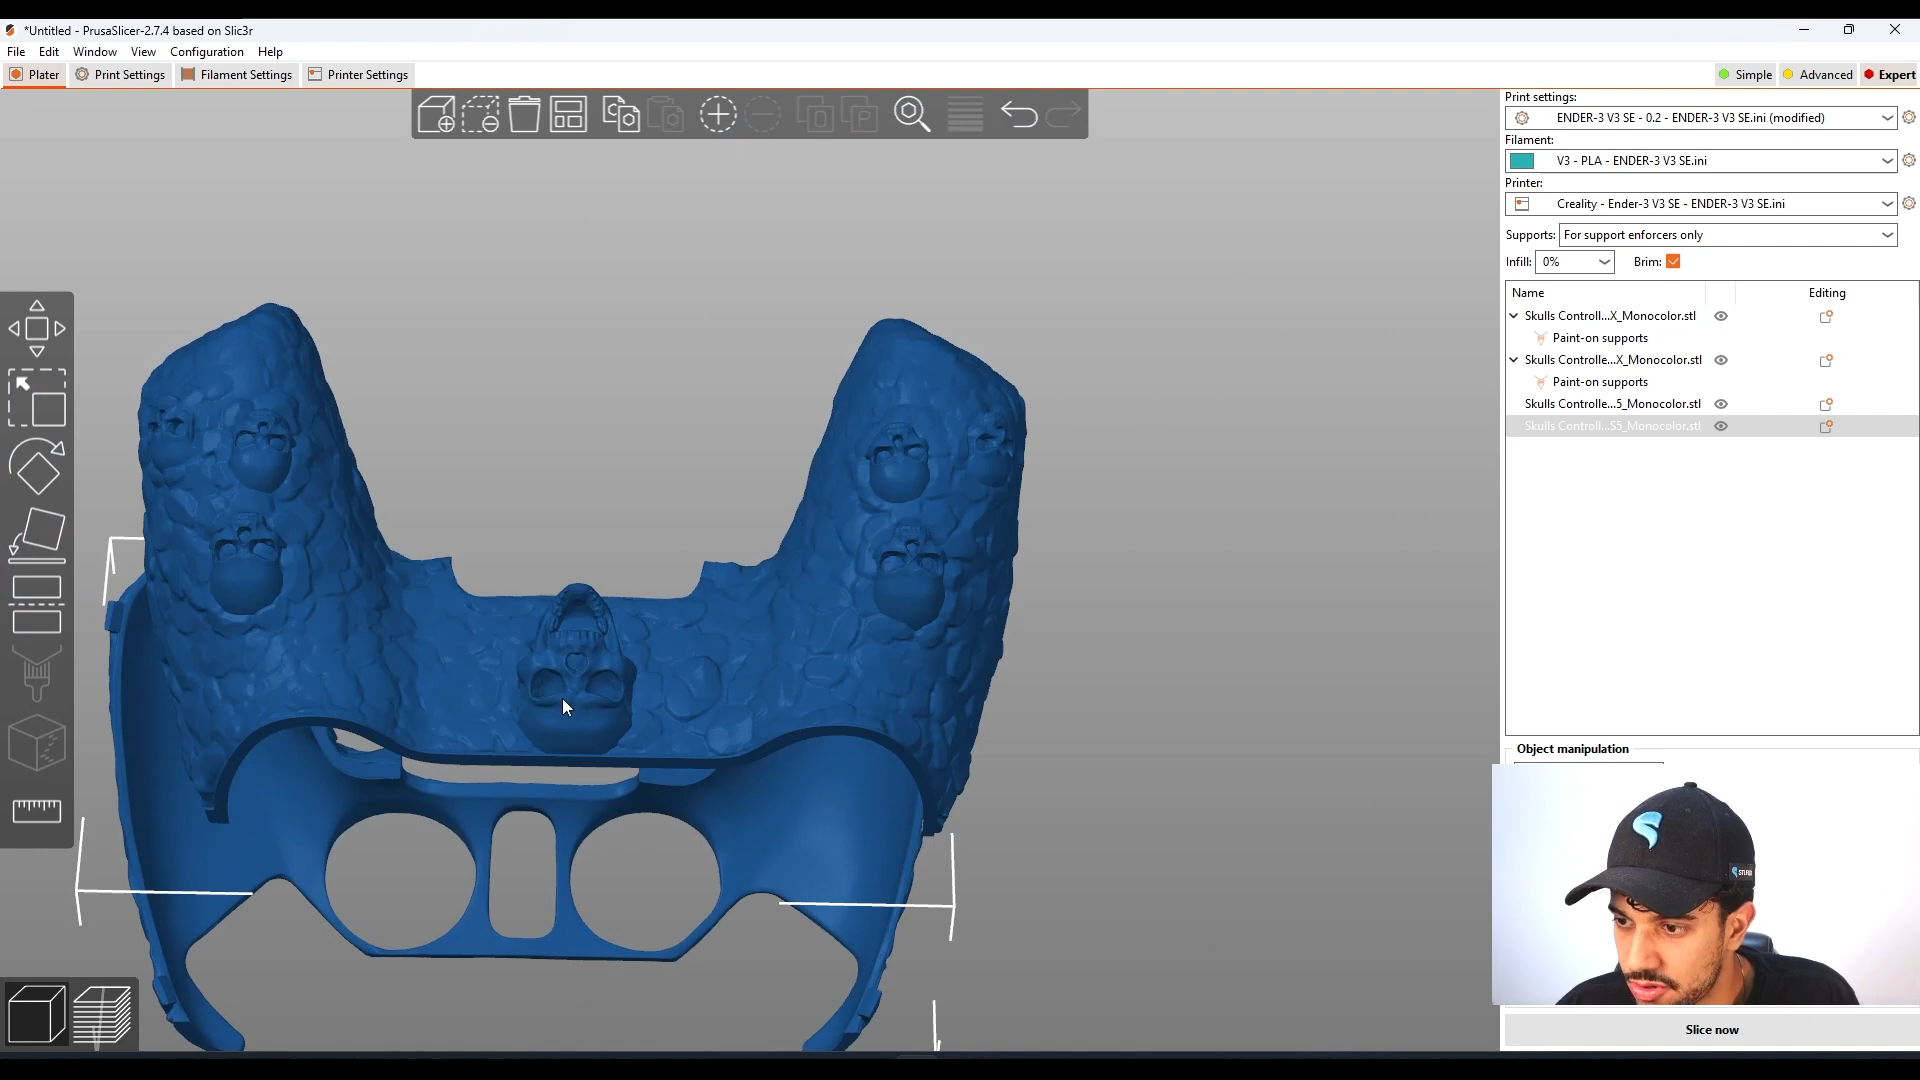 *Untitled - PrusaSlicer-2.7.4 based on Slic3r
File Edit Window View Configuration Help
Plater Print Settings Filament Settings Printer Settings Simple Advanced Expert
Print settings:
ENDER-3 V3 SE - 0.2 - ENDER-3 V3 SE.ini (modified)
Filament:
V3 - PLA - ENDER-3 V3 SE.ini
Printer:
Creality - Ender-3 V3 SE - ENDER-3 V3 SE.ini
Supports: For support enforcers only
Infill: 0% Brim:
Name Editing
Skulls Controll...X_Monocolor.stl
Paint-on supports
Skulls Controlle...X_Monocolor.stl
Paint-on supports
Skulls Controlle...5_Monocolor.stl
Skulls Controll...S5_Monocolor.stl
Object manipulation
Slice now